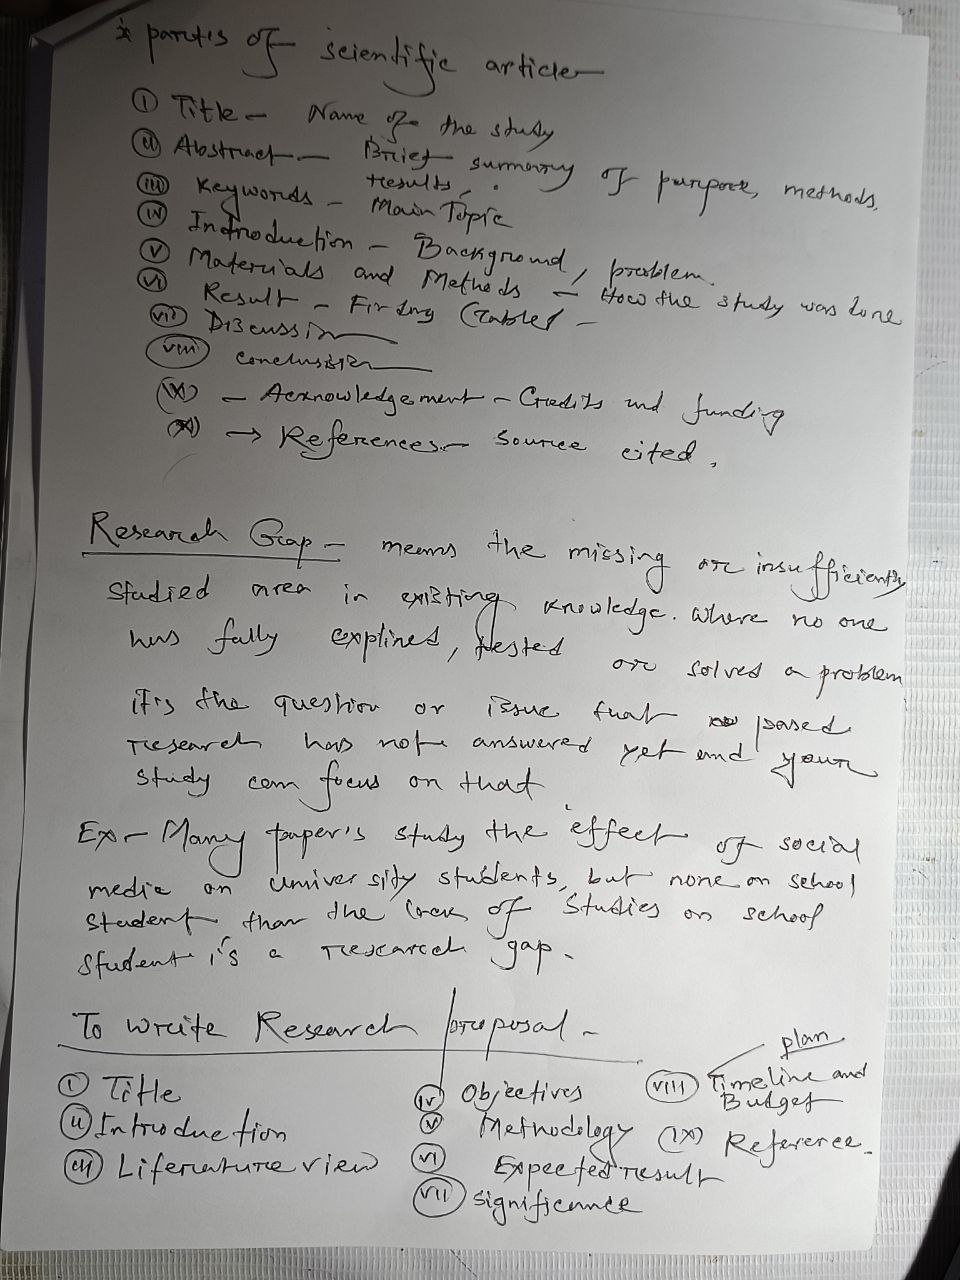 * parts of scientific article
(i) Title - Name of the study
(ii) Abstract - Brief summary of purpose, methods,
results,
(iii) Keywords - Main Topic
(iv) Introduction - Background, problem.
(v) Materials and Methods - How the study was done
(vi) Result - Finding (Tables -
(vii) Discussion
(viii) conclusion
(ix) - Acknowledgement - Credits and funding
(x) → References - source cited.
Research Gap - means the missing or insufficiently
studied area in existing knowledge. Where no one
has fully explined, tested or solved a problem
it's the question or issue that pased
research has not answered yet and your
study can focus on that
Ex - Many paper's study the effect of social
media on university students, but none on school
student than the lack of studies on school
student i's a research gap.
To write Research proposal -
(i) Title
(ii) Introduction
(iii) Literature view
(iv) Objectives
(v) Methodology
(vi) Expected result
(vii) significance
plan
(viii) Timeline and
Budget
(ix) Reference.